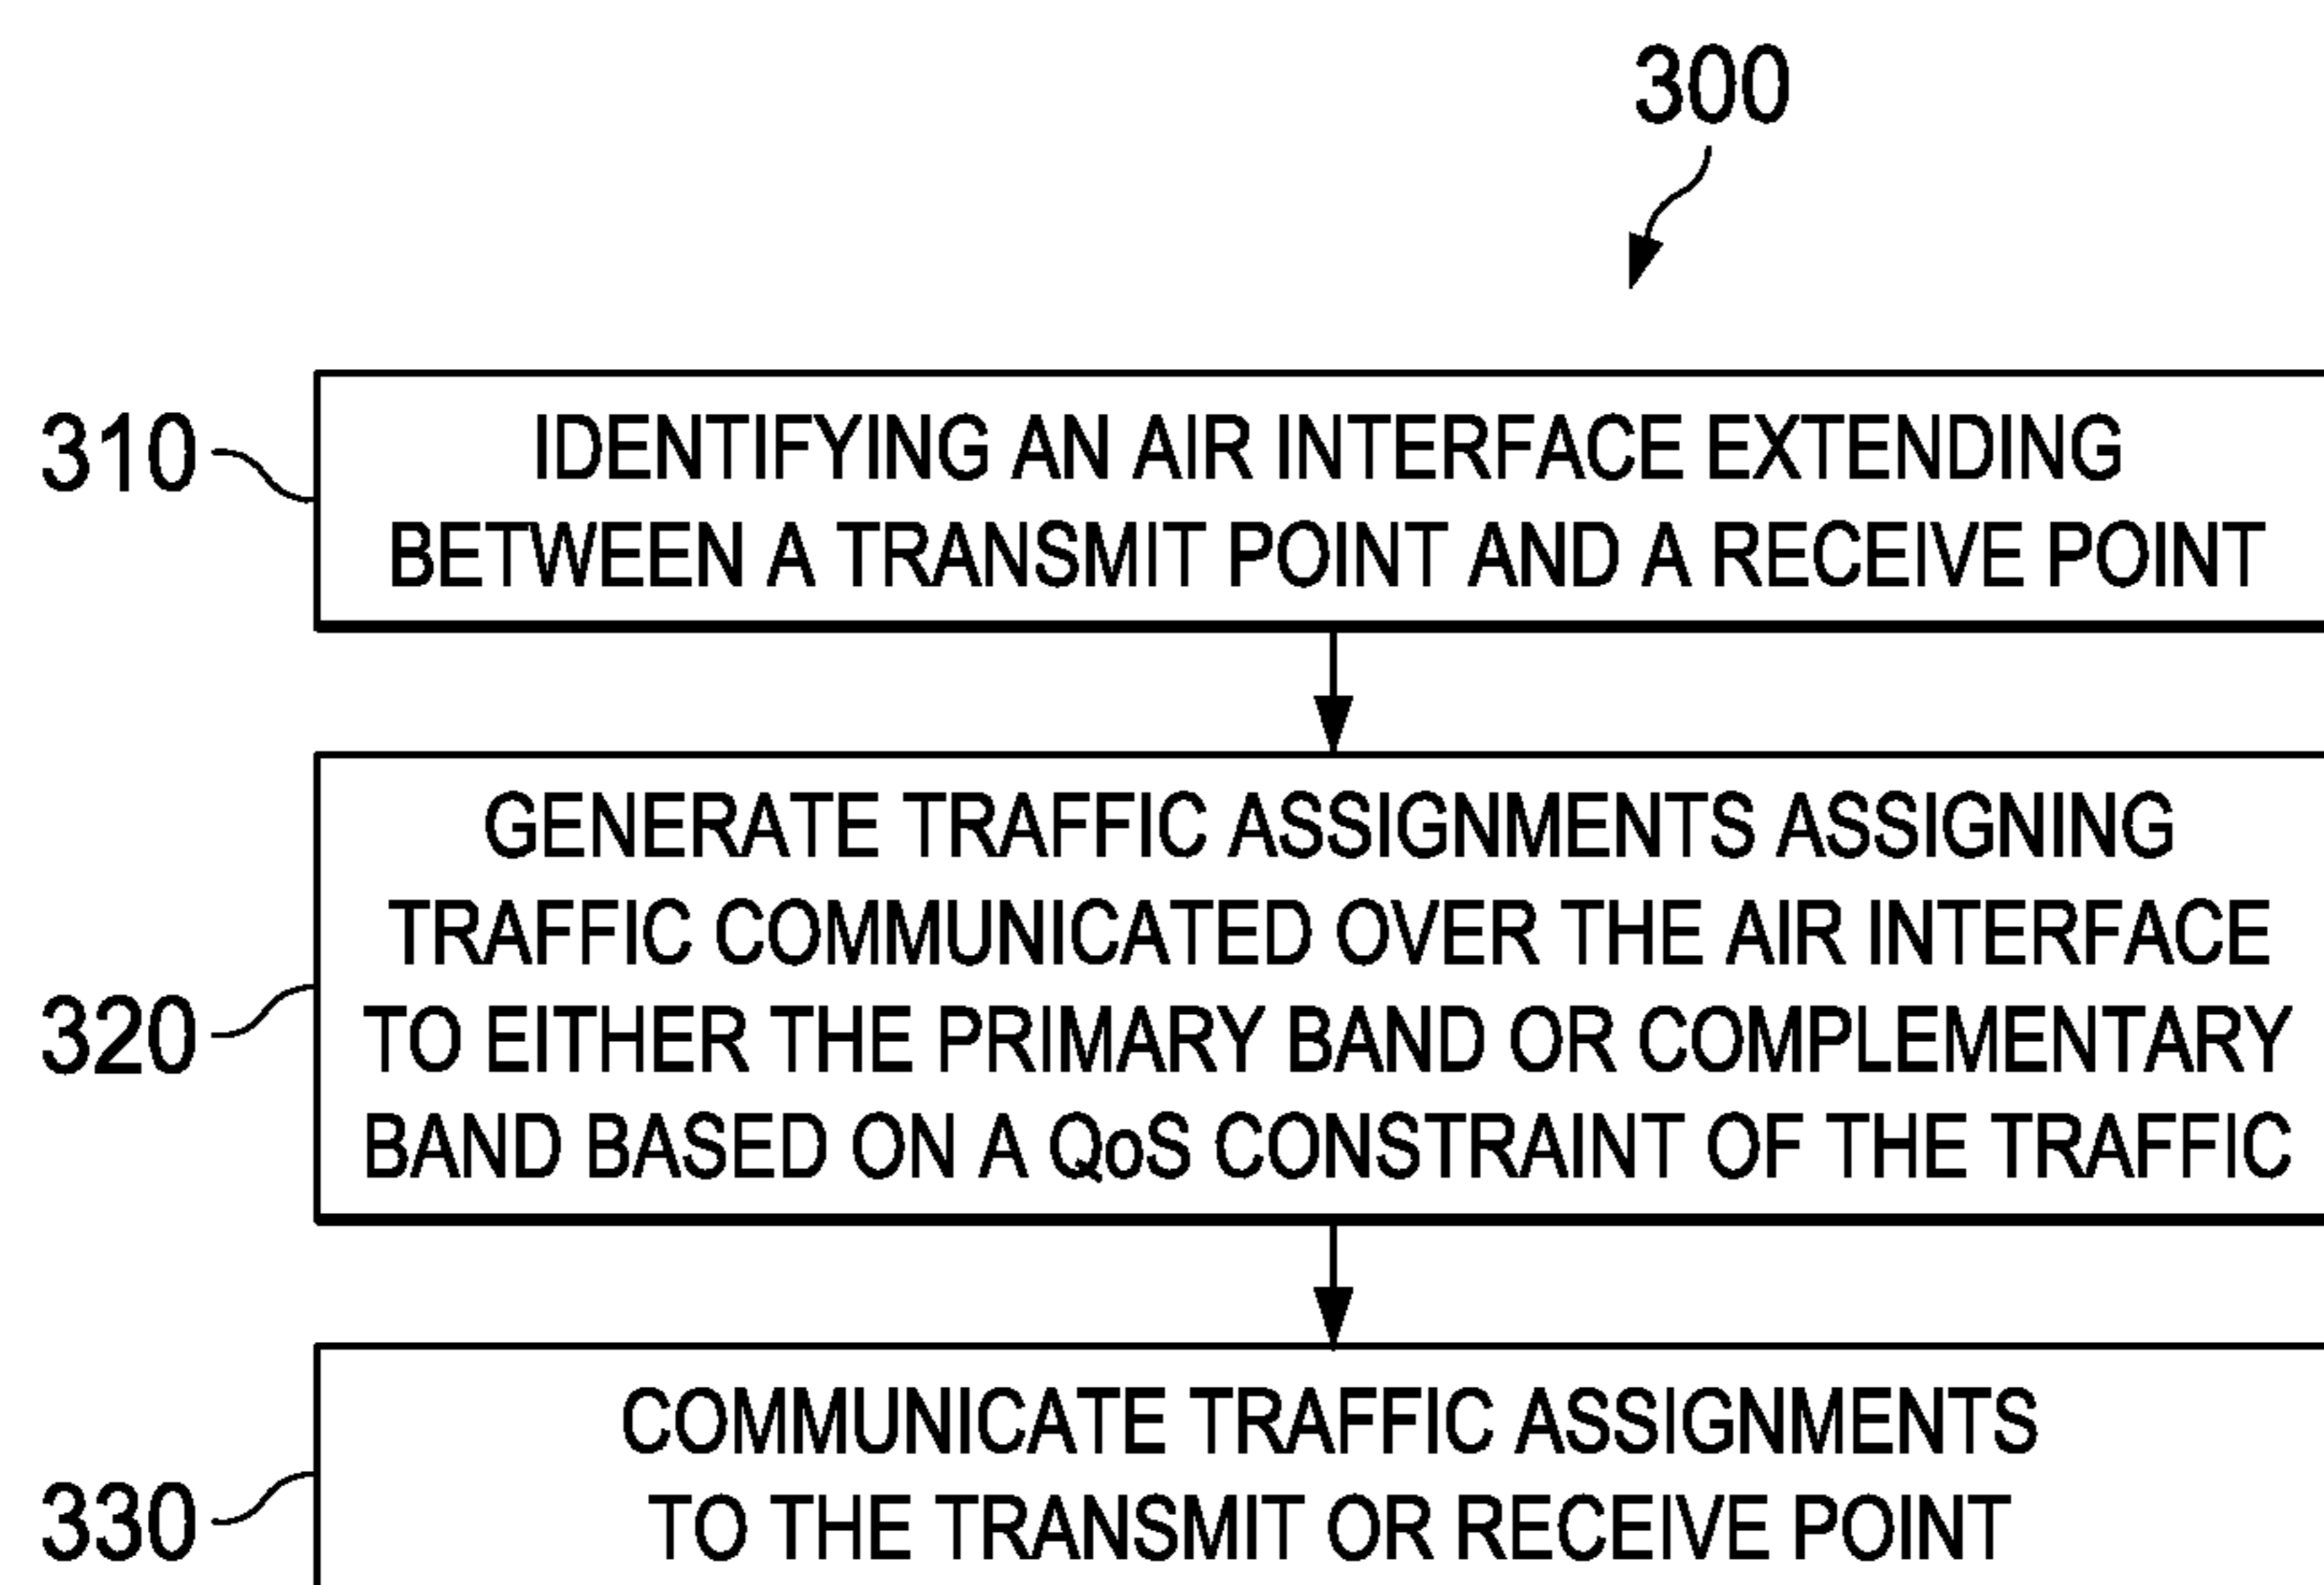 300
310
IDENTIFYING AN AIR INTERFACE EXTENDING
BETWEEN A TRANSMIT POINT AND A RECEIVE POINT
320
GENERATE TRAFFIC ASSIGNMENTS ASSIGNING
TRAFFIC COMMUNICATED OVER THE AIR INTERFACE
TO EITHER THE PRIMARY BAND OR COMPLEMENTARY
BAND BASED ON A QoS CONSTRAINT OF THE TRAFFIC
330
COMMUNICATE TRAFFIC ASSIGNMENTS
TO THE TRANSMIT OR RECEIVE POINT